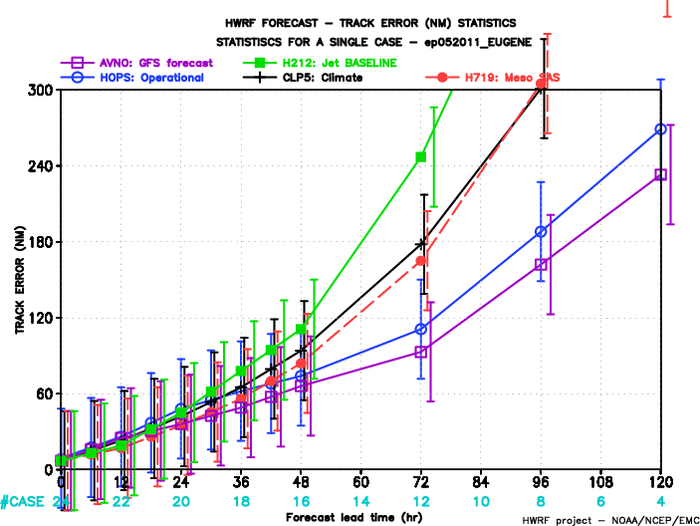 HWRF FORECAST – TRACK ERROR (NM) STATISTICS
STATISTISCS FOR A SINGLE CASE – ep052011_EUGENE
AVNO: GFS forecast H212: Jet BASELINE
HOPS: Operational CLP5: Climate H719: Meso SAS
300
240
180
120
60
0
TRACK ERROR (NM)
0 12 24 36 48 60 72 84 96 108 120
#CASE 24 22 20 18 16 14 12 10 8 6 4
Forecast lead time (hr)
HWRF project – NOAA/NCEP/EMC